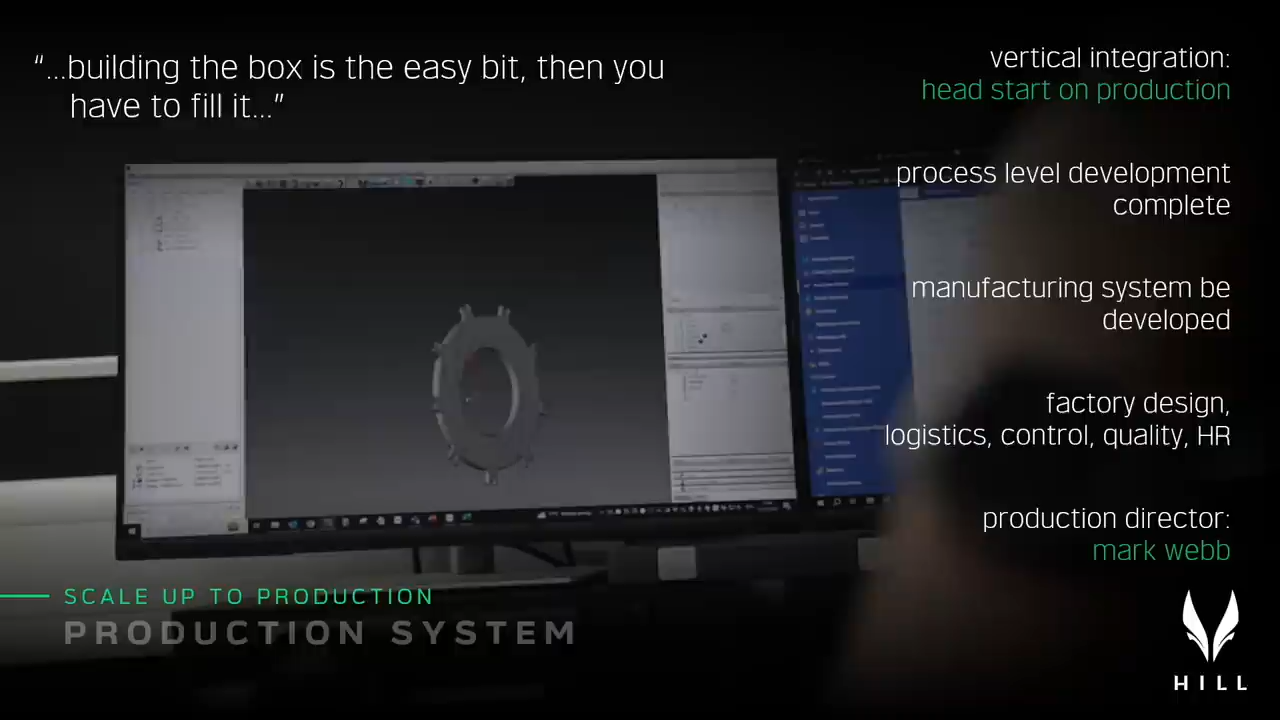 “...building the box is the easy bit, then you
have to fill it...”
vertical integration:
head start on production
process level development
complete
manufacturing system be
developed
factory design,
logistics, control, quality, HR
production director:
mark webb
SCALE UP TO PRODUCTION
PRODUCTION SYSTEM
HILL